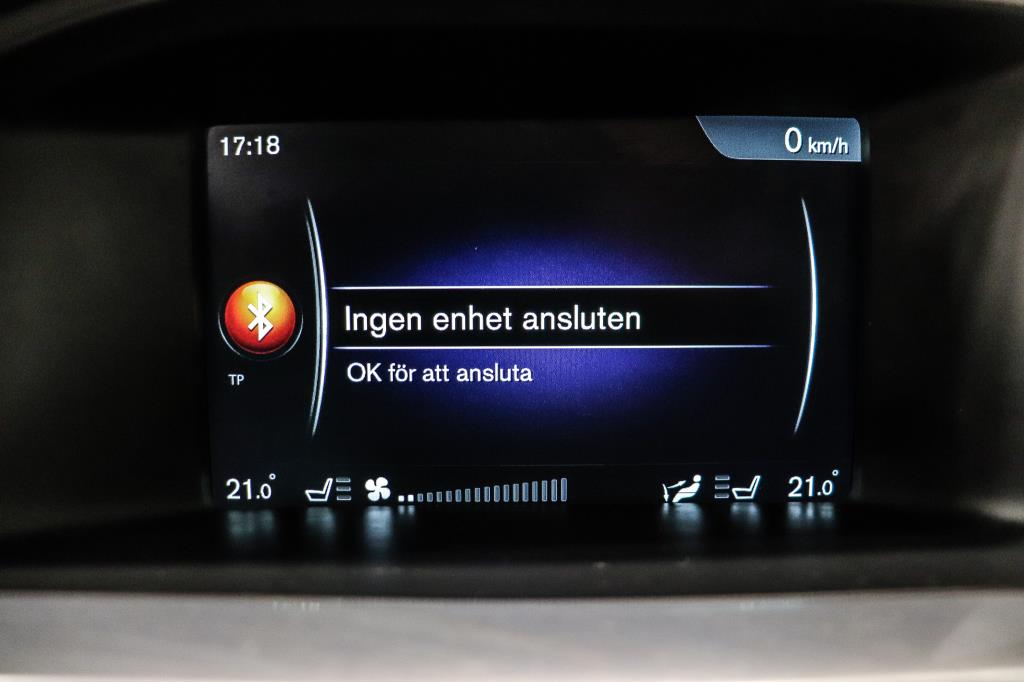 17:18
0 km/h
Ingen enhet ansluten
OK för att ansluta
TP
21.0°
21.0°